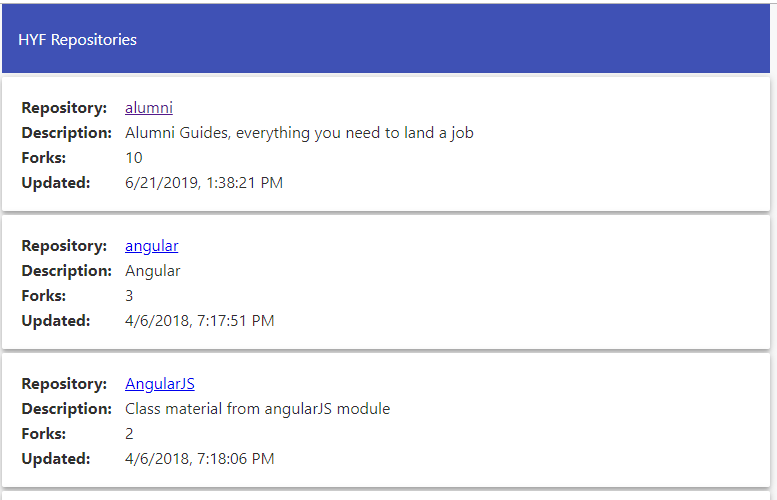 HYF Repositories
Repository: alumni
Description: Alumni Guides, everything you need to land a job
Forks: 10
Updated: 6/21/2019, 1:38:21 PM
Repository: angular
Description: Angular
Forks: 3
Updated: 4/6/2018, 7:17:51 PM
Repository: AngularJS
Description: Class material from angularJS module
Forks: 2
Updated: 4/6/2018, 7:18:06 PM